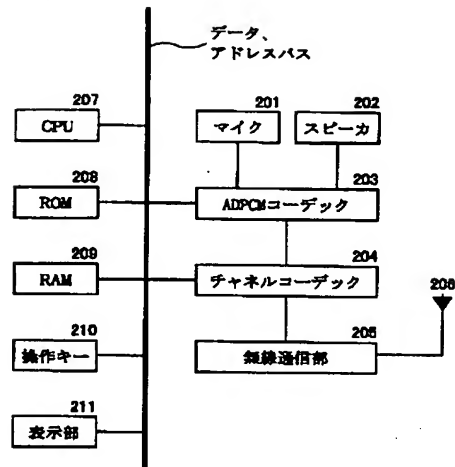 データ、
アドレスバス
207
CPU
201
マイク
202
スピーカ
208
ROM
203
ADPCMコーデック
209
RAM
204
チャネルコーデック
206
210
操作キー
205
無線通信部
211
表示部